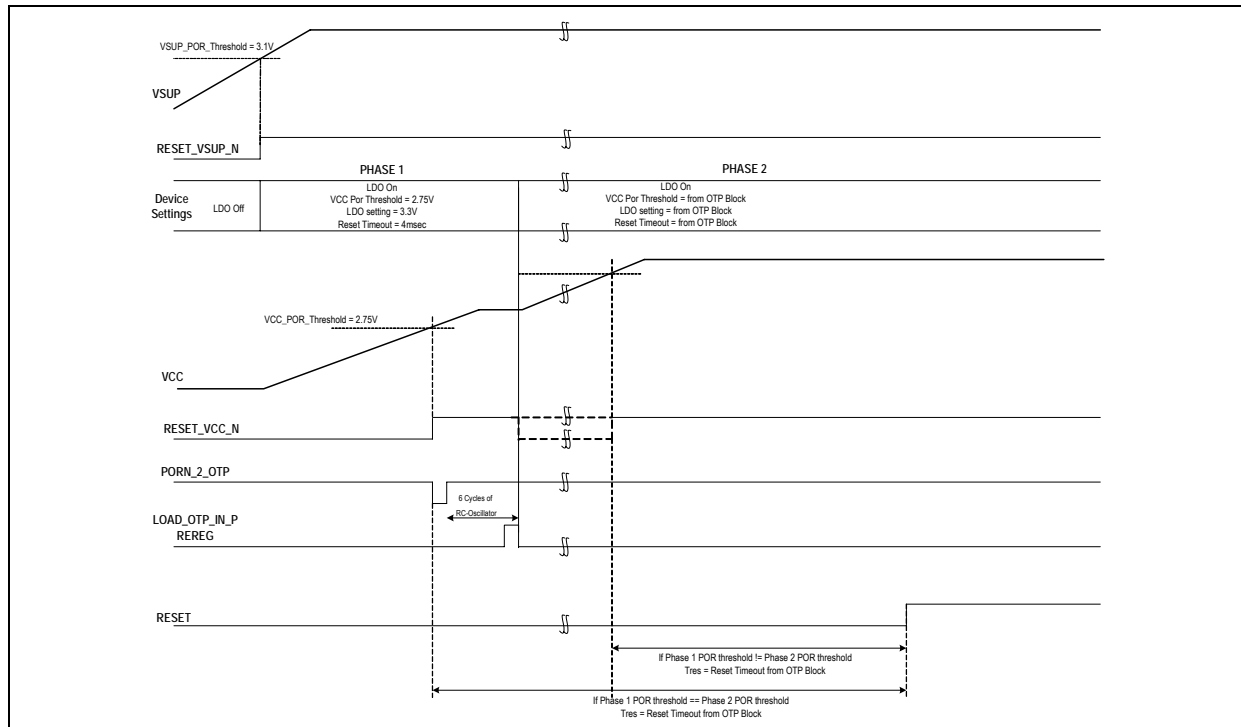 VSUP_POR_Threshold = 3.1V
VSUP
RESET_VSUP_N
PHASE 1
PHASE 2
Device
Settings
LDO Off
LDO On
VCC Por Threshold = 2.75V
LDO setting = 3.3V
Reset Timeout = 4msec
LDO On
VCC Por Threshold = from OTP Block
LDO setting = from OTP Block
Reset Timeout = from OTP Block
VCC_POR_Threshold = 2.75V
VCC
RESET_VCC_N
PORN_2_OTP
6 Cycles of
RC-Oscillator
LOAD_OTP_IN_P
REREG
RESET
If Phase 1 POR threshold != Phase 2 POR threshold
Tres = Reset Timeout from OTP Block
If Phase 1 POR threshold == Phase 2 POR threshold
Tres = Reset Timeout from OTP Block